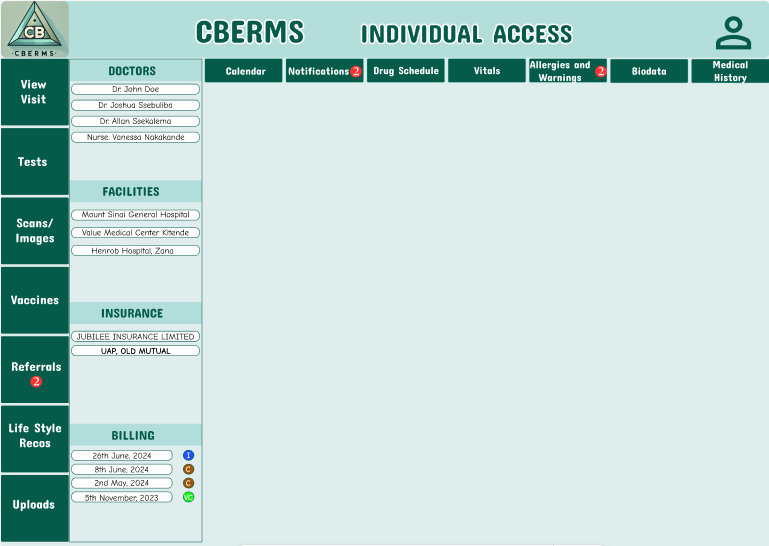 CB
·CBERMS·
CBERMS INDIVIDUAL ACCESS
View
Visit
Tests
Scans/
Images
Vaccines
Referrals
2
Life Style
Recos
Uploads
DOCTORS
Dr. John Doe
Dr. Joshua Ssebuliba
Dr. Allan Ssekalema
Nurse. Vanessa Nakakande
FACILITIES
Mount Sinai General Hospital
Value Medical Center Kitende
Henrob Hospital, Zana
INSURANCE
JUBILEE INSURANCE LIMITED
UAP, OLD MUTUAL
BILLING
26th June, 2024 I
8th June, 2024 C
2nd May, 2024 C
5th November, 2023 VC
Calendar
Notifications 2
Drug Schedule
Vitals
Allergies and
Warnings 2
Biodata
Medical
History